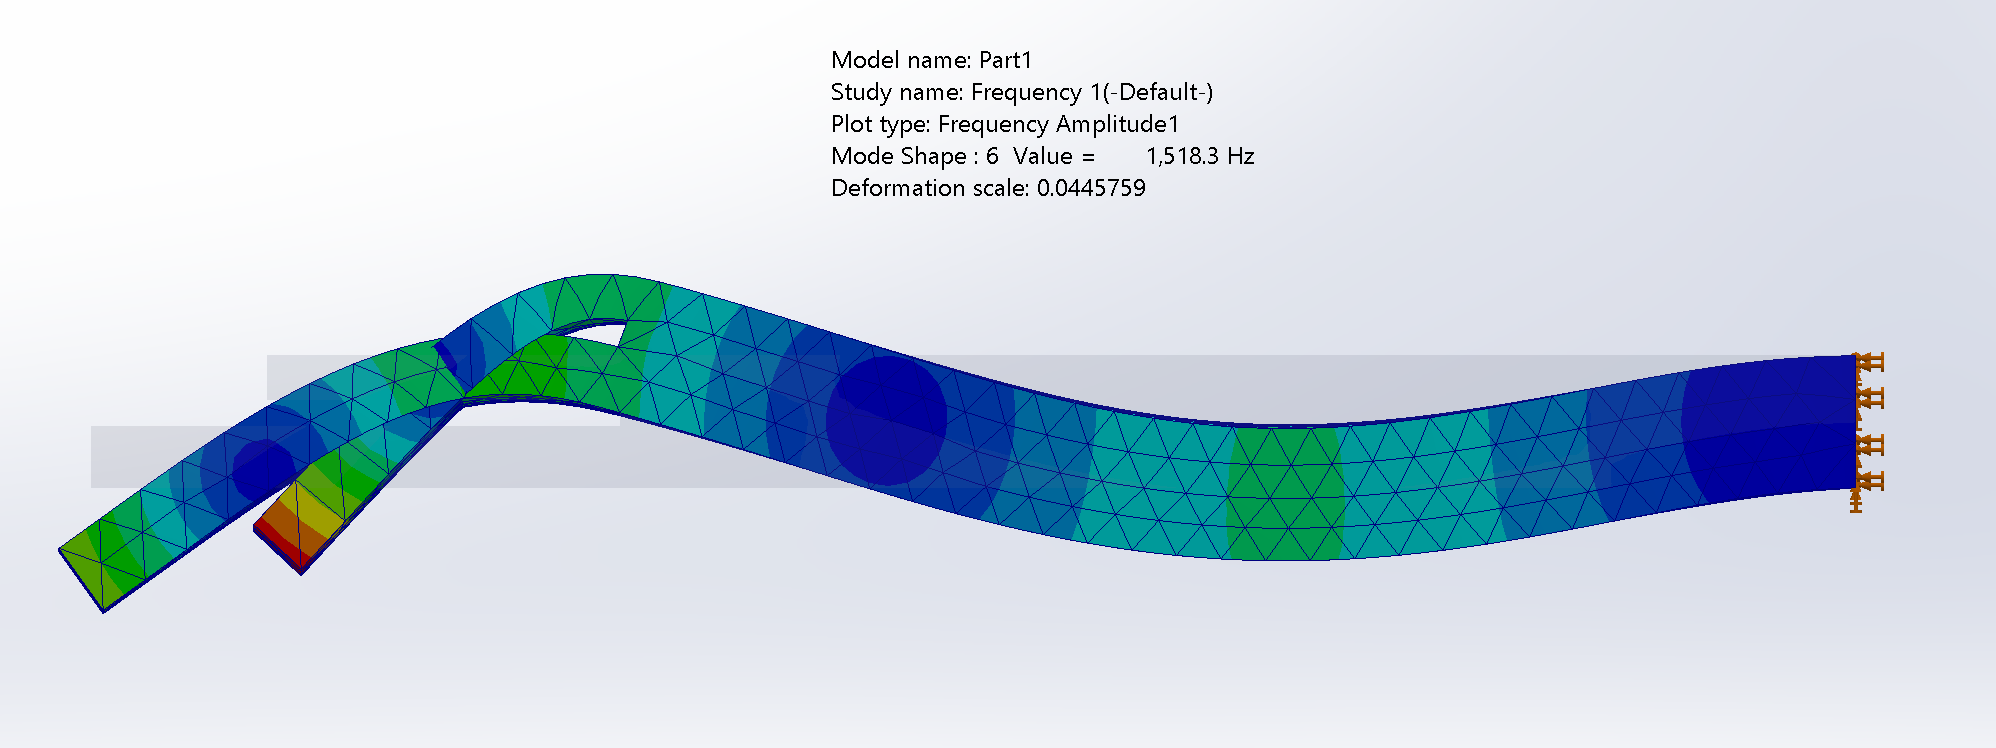 Model name: Part1
Study name: Frequency 1(-Default-)
Plot type: Frequency Amplitude1
Mode Shape : 6  Value =       1,518.3 Hz
Deformation scale: 0.0445759